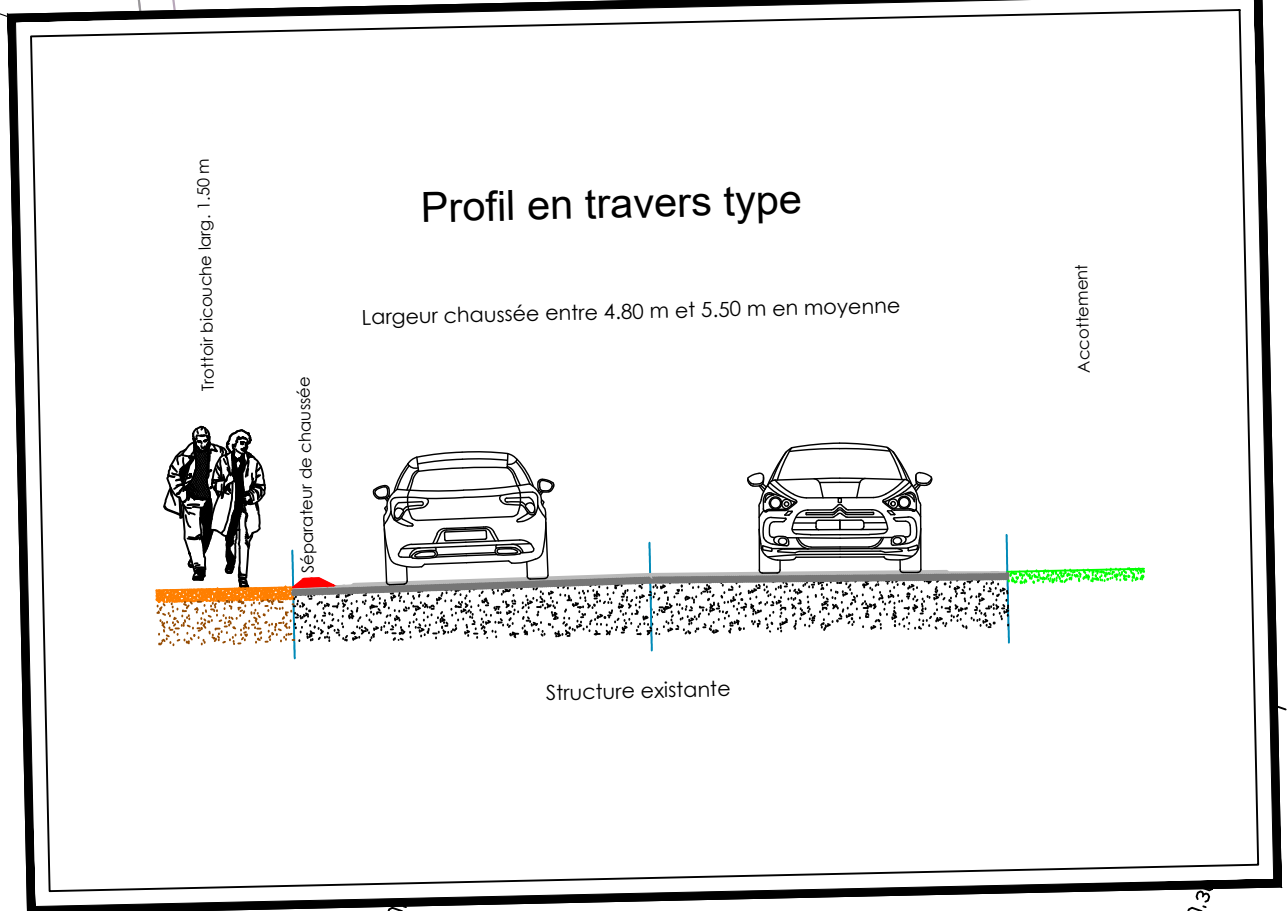 Profil en travers type
Largeur chaussée entre 4.80 m et 5.50 m en moyenne
Trottoir bicouche larg. 1.50 m
Séparateur de chaussée
Accottement
Structure existante